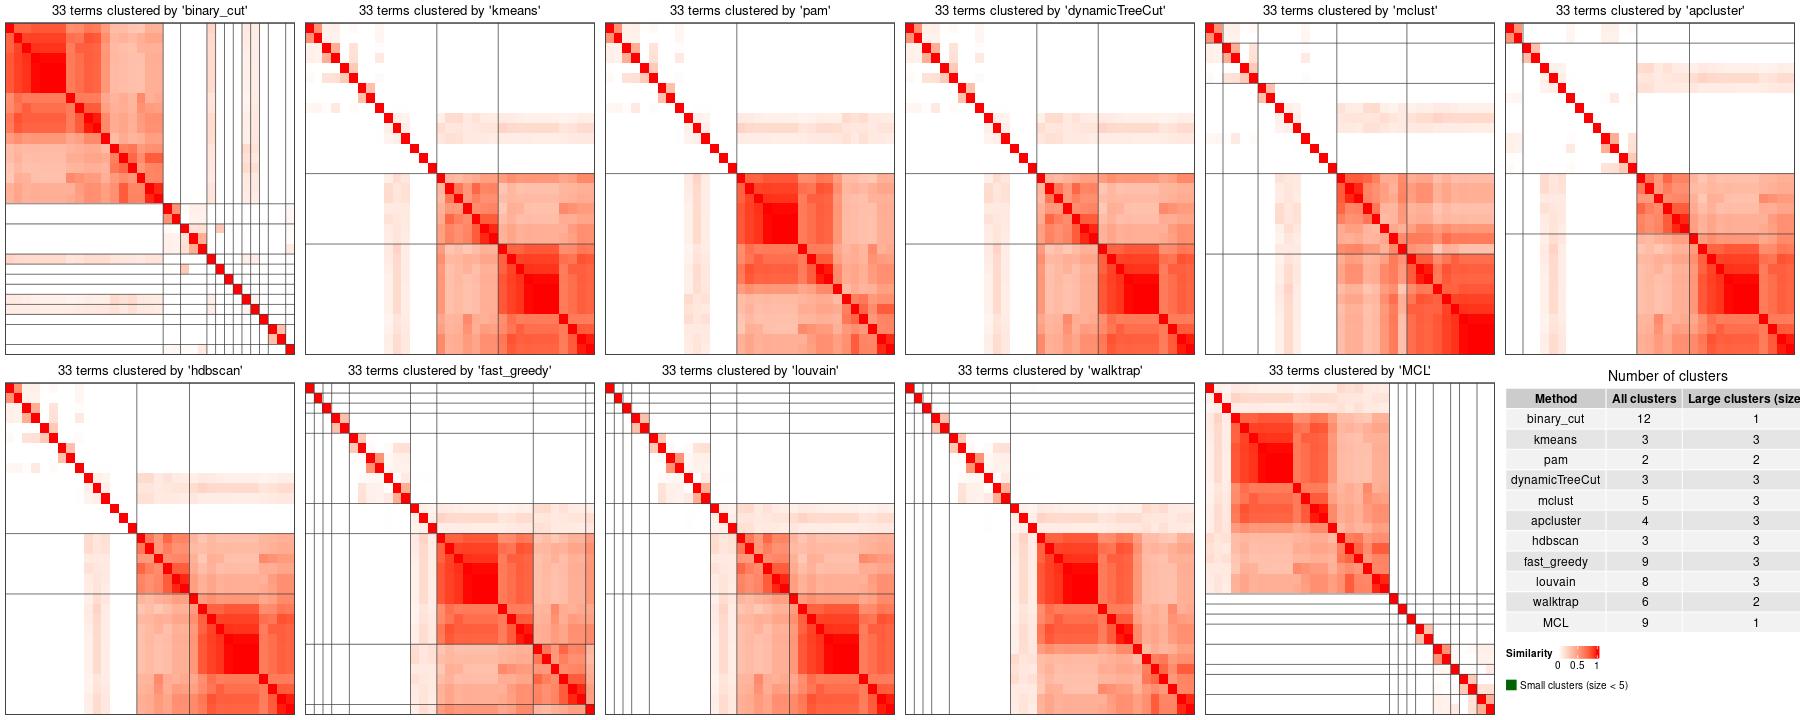 33 terms clustered by 'binary_cut'
33 terms clustered by 'kmeans'
33 terms clustered by 'pam'
33 terms clustered by 'dynamicTreeCut'
33 terms clustered by 'mclust'
33 terms clustered by 'apcluster'
33 terms clustered by 'hdbscan'
33 terms clustered by 'fast_greedy'
33 terms clustered by 'louvain'
33 terms clustered by 'walktrap'
33 terms clustered by 'MCL'
Number of clusters
Method All clusters Large clusters (size
binary_cut 12 1
kmeans 3 3
pam 2 2
dynamicTreeCut 3 3
mclust 5 3
apcluster 4 3
hdbscan 3 3
fast_greedy 9 3
louvain 8 3
walktrap 6 2
MCL 9 1
Similarity
0 0.5 1
Small clusters (size < 5)